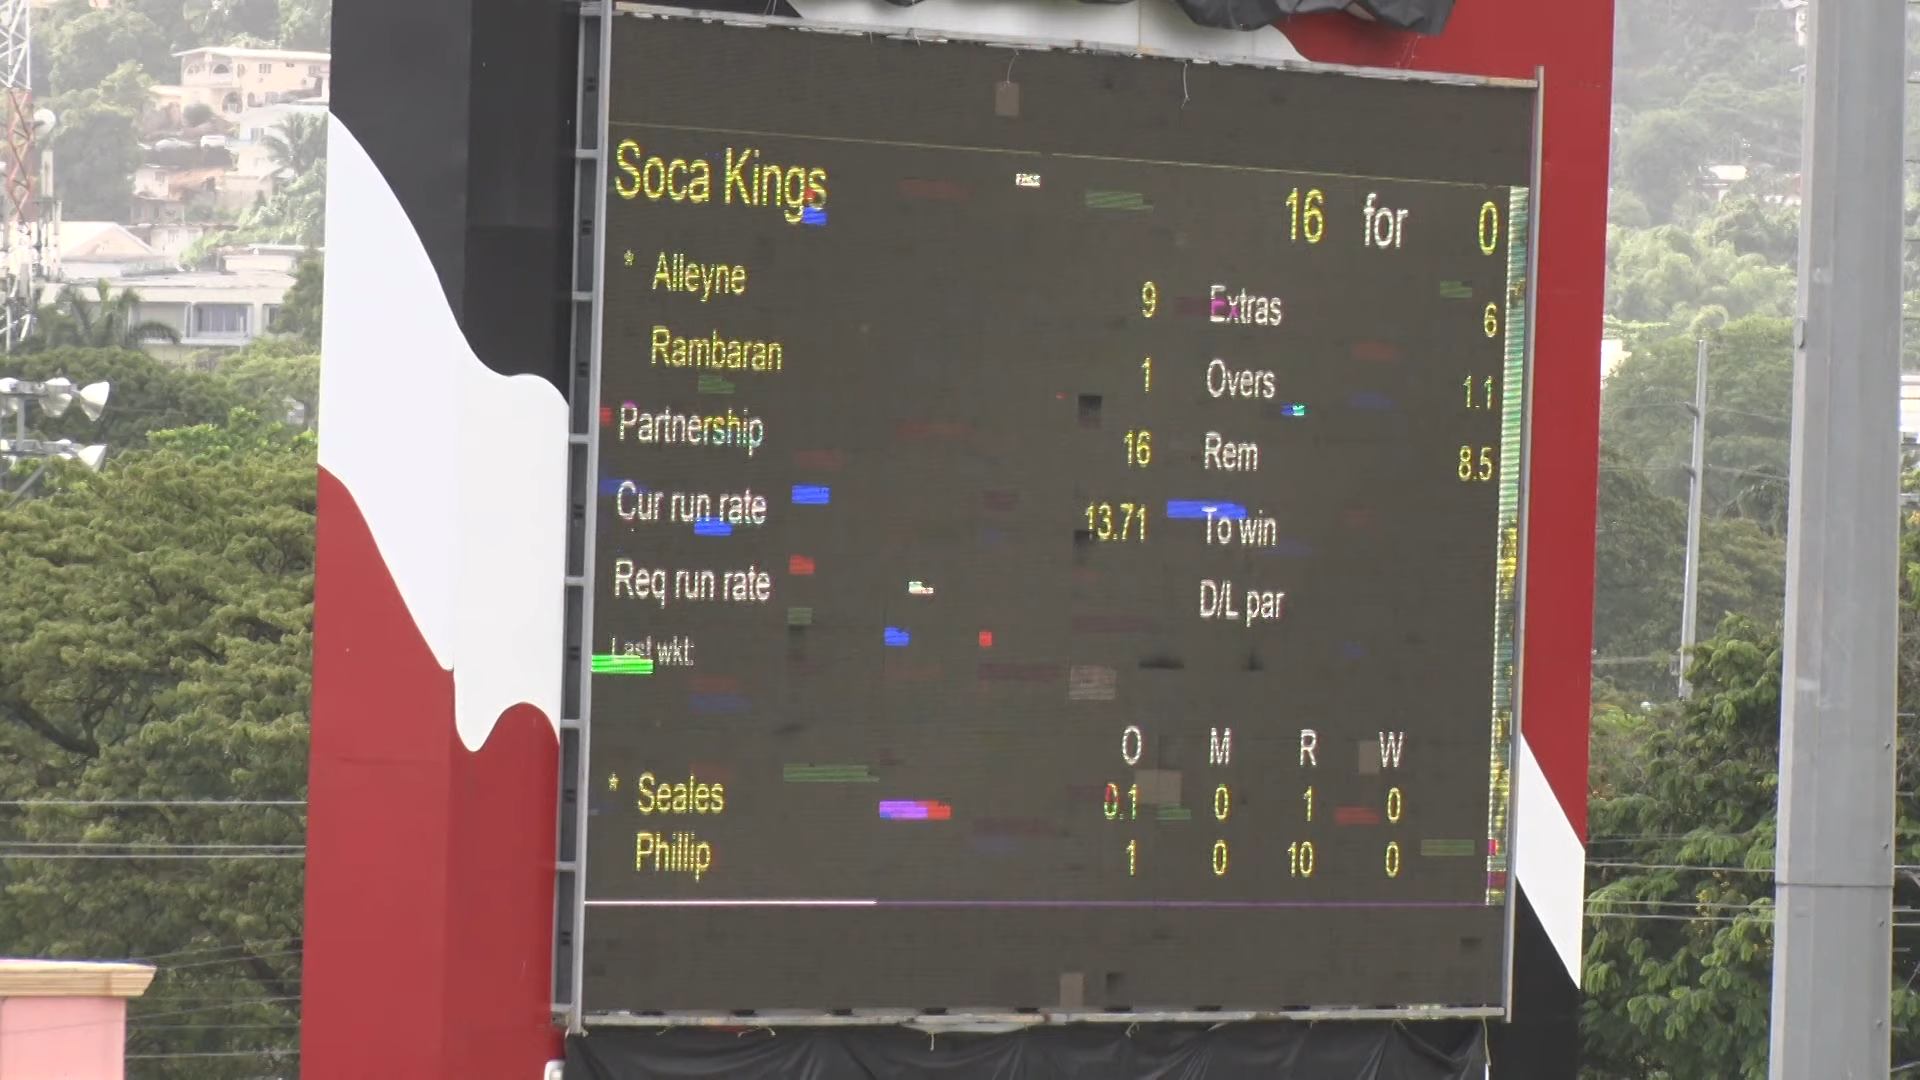 Soca Kings 16 for 0
* Alleyne 9 Extras 6
Rambaran 1 Overs 1.1
Partnership 16 Rem 8.5
Cur run rate 13.71 To win
Req run rate D/L par
Last wkt:
O M R W
* Seales 0.1 0 1 0
Phillip 1 0 10 0